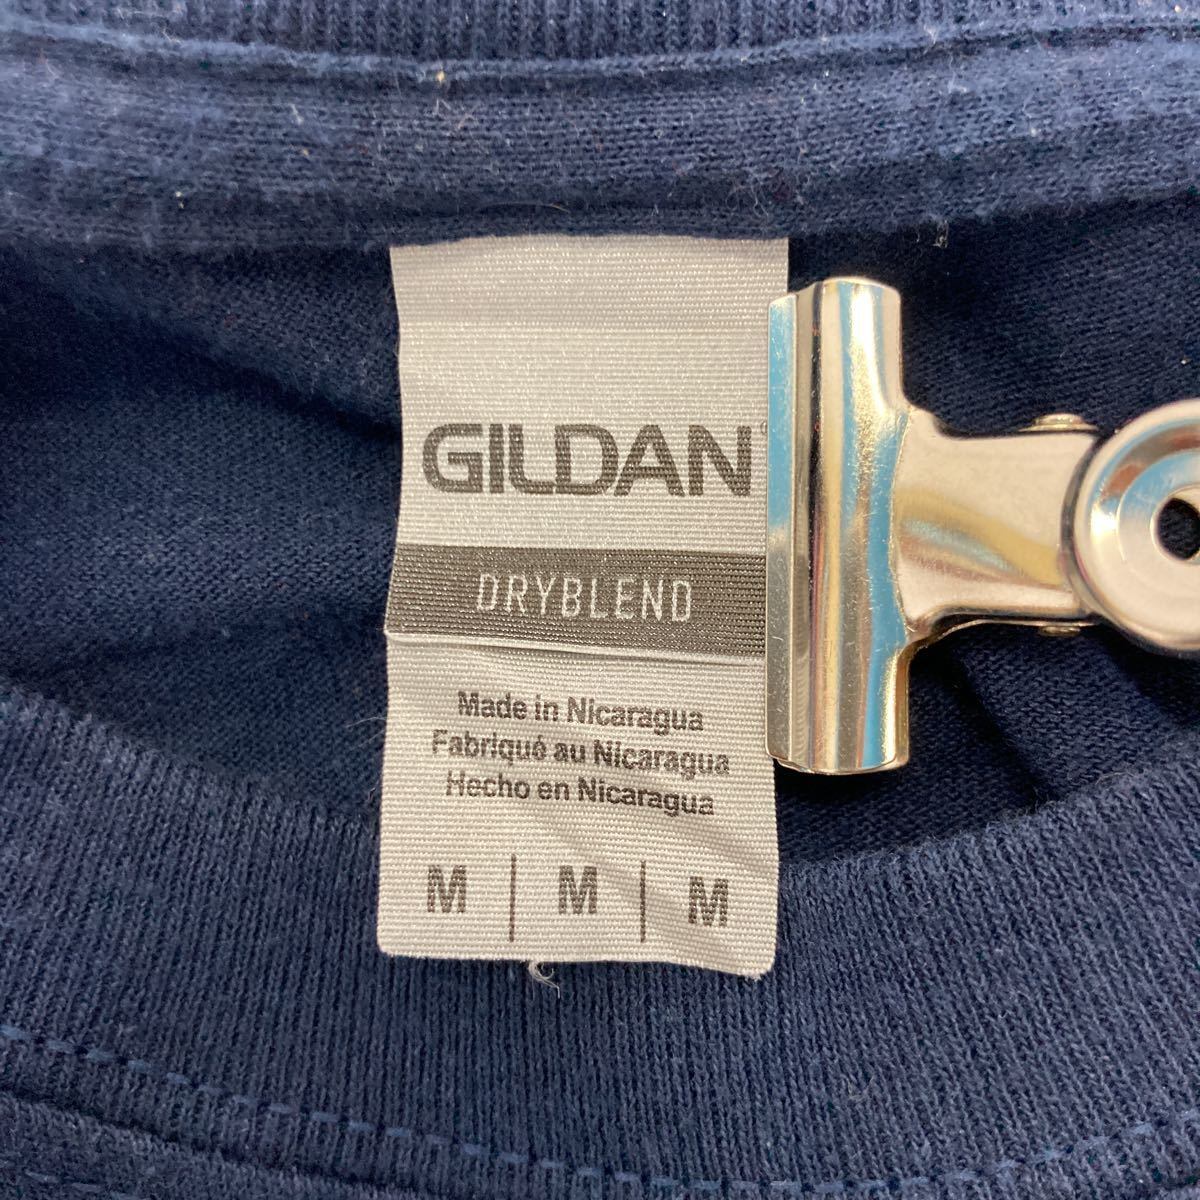 GILDAN®
DRYBLEND
Made in Nicaragua
Fabriqué au Nicaragua
Hecho en Nicaragua
M | M | M